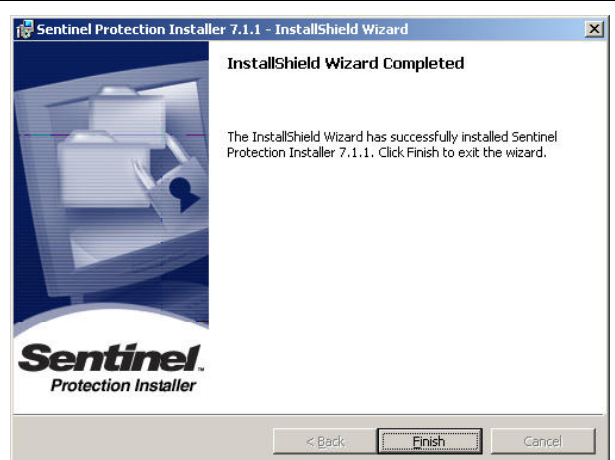 Sentinel Protection Installer 7.1.1 - InstallShield Wizard
InstallShield Wizard Completed
The InstallShield Wizard has successfully installed Sentinel
Protection Installer 7.1.1. Click Finish to exit the wizard.
Sentinel™
Protection Installer
< Back Finish Cancel